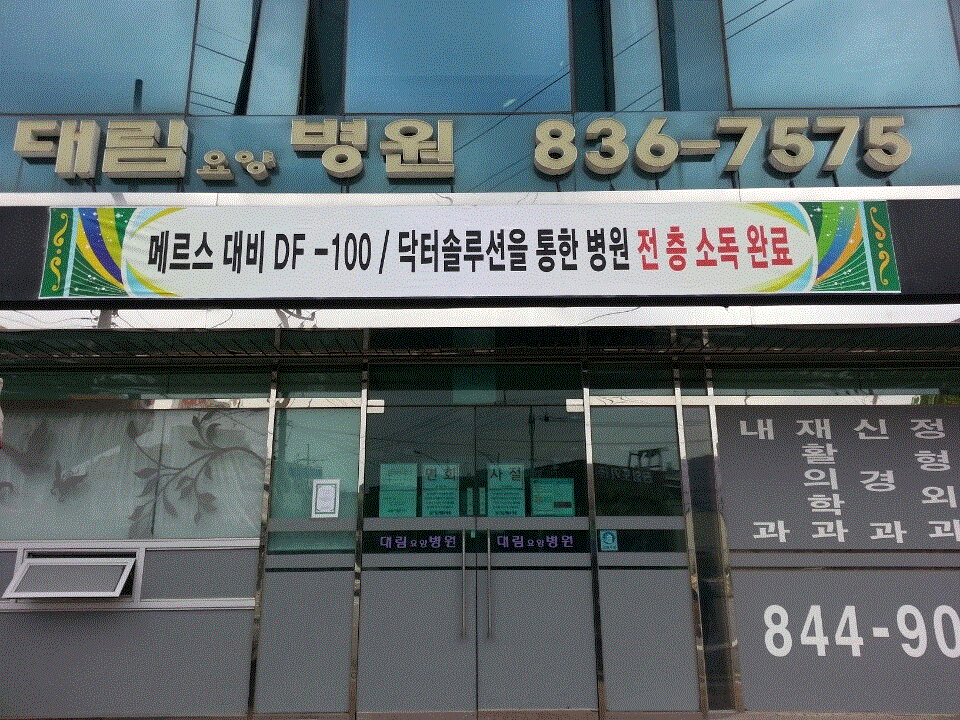 대림 요양 병원 836-7575
메르스 대비 DF -100 / 닥터솔루션을 통한 병원 전 층 소독 완료
대림 요양 병원
대림 요양 병원
내과
재활의학과
신경과
정형외과
844-90